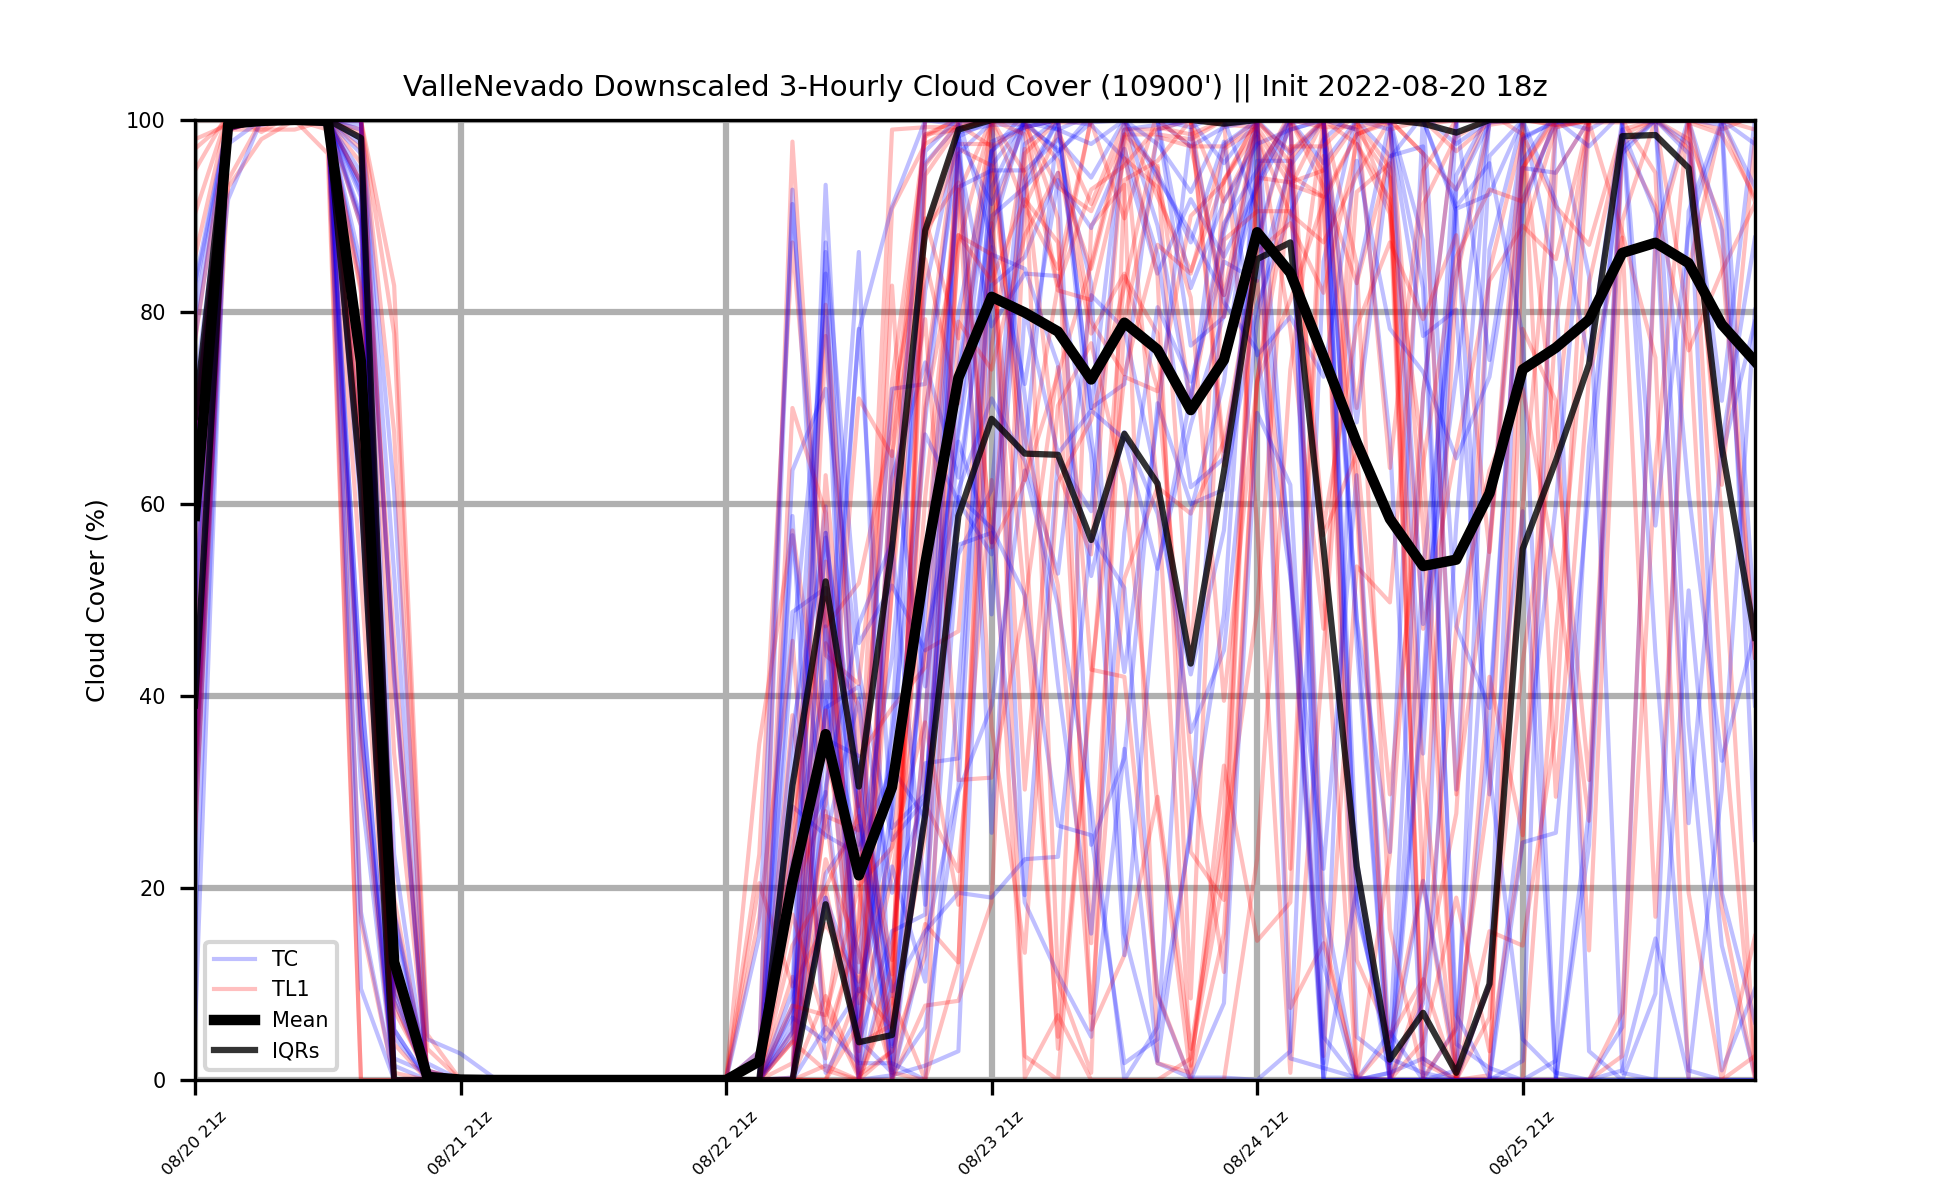 ValleNevado Downscaled 3-Hourly Cloud Cover (10900') || Init 2022-08-20 18z
100
80
60
40
20
0
Cloud Cover (%)
TC
TL1
Mean
IQRs
08/20 21z
08/21 21z
08/22 21z
08/23 21z
08/24 21z
08/25 21z